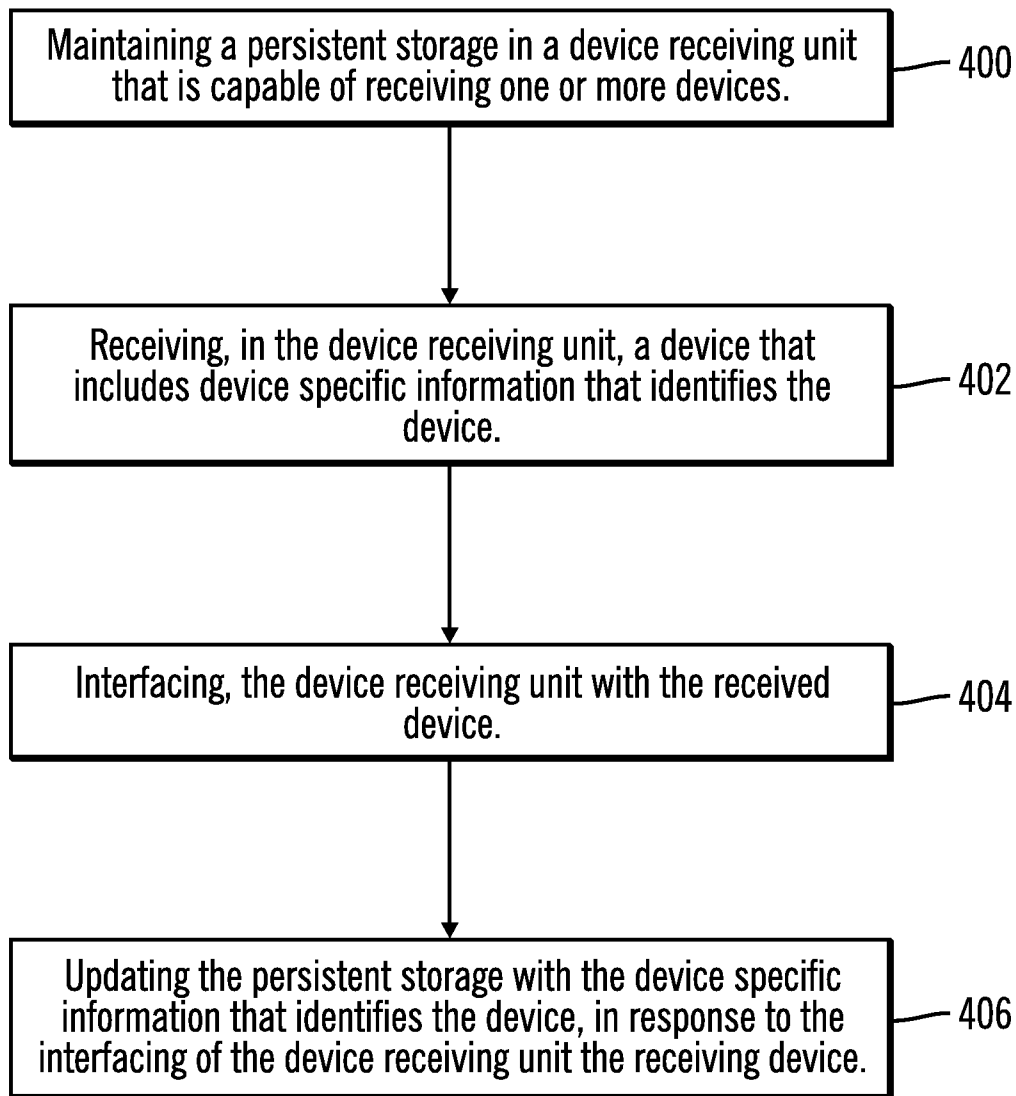 Maintaining a persistent storage in a device receiving unit
that is capable of receiving one or more devices.
400
Receiving, in the device receiving unit, a device that
includes device specific information that identifies the
device.
402
Interfacing, the device receiving unit with the received
device.
404
Updating the persistent storage with the device specific
information that identifies the device, in response to the
interfacing of the device receiving unit the receiving device.
406